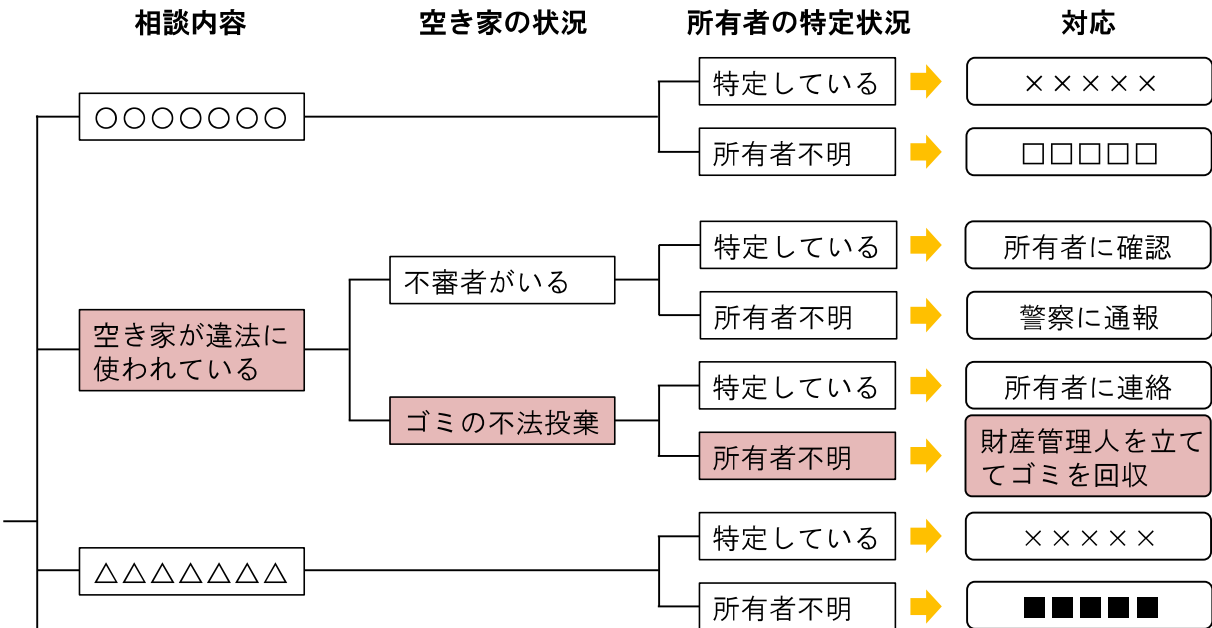 相談内容 空き家の状況 所有者の特定状況 対応
特定している ×××××
○○○○○○○
所有者不明 □□□□□
特定している 所有者に確認
不審者がいる
所有者不明 警察に通報
空き家が違法に
使われている
特定している 所有者に連絡
ゴミの不法投棄
所有者不明 財産管理人を立て
てゴミを回収
特定している ×××××
△△△△△△△
所有者不明 ■■■■■